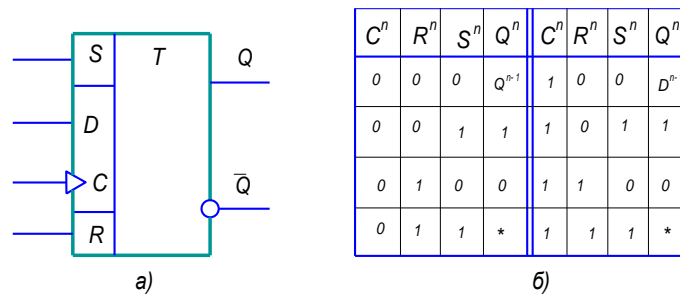 S T Q
D
C
Q̅
R
а)
Cⁿ Rⁿ Sⁿ Qⁿ Cⁿ Rⁿ Sⁿ Qⁿ
0 0 0 Qⁿ⁻¹ 1 0 0 Dⁿ⁻
0 0 1 1 1 0 1 1
0 1 0 0 1 1 0 0
0 1 1 * 1 1 1 *
б)